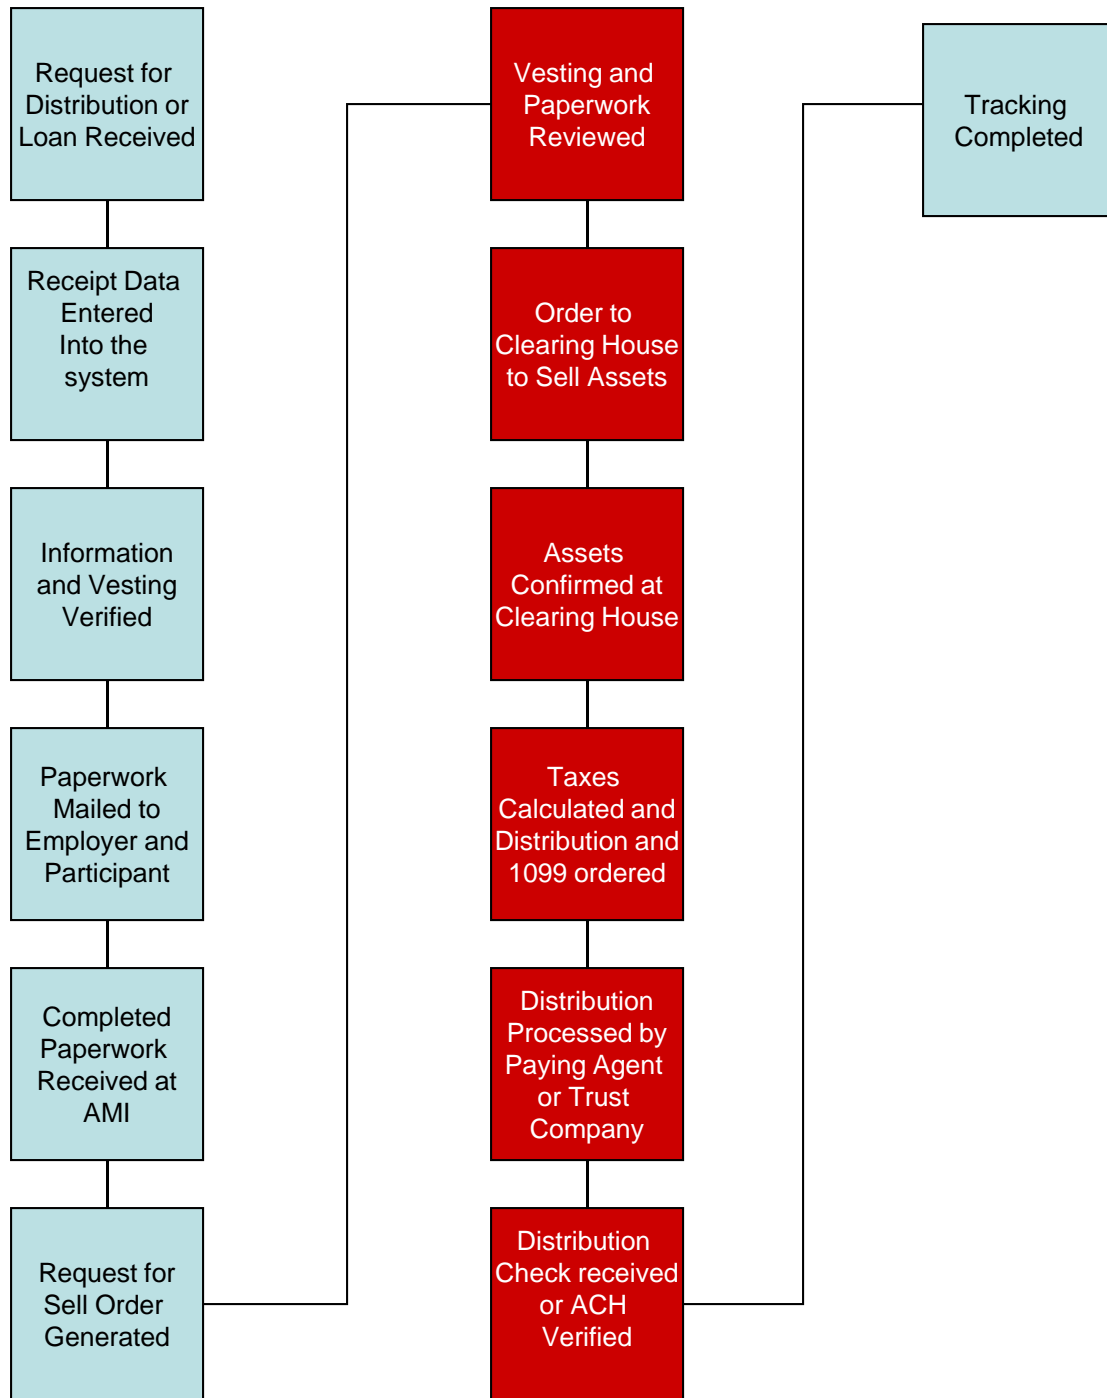 Request for
Distribution or
Loan Received
Receipt Data
Entered
Into the
system
Information
and Vesting
Verified
Paperwork
Mailed to
Employer and
Participant
Completed
Paperwork
Received at
AMI
Request for
Sell Order
Generated
Vesting and
Paperwork
Reviewed
Order to
Clearing House
to Sell Assets
Assets
Confirmed at
Clearing House
Taxes
Calculated and
Distribution and
1099 ordered
Distribution
Processed by
Paying Agent
or Trust
Company
Distribution
Check received
or ACH
Verified
Tracking
Completed